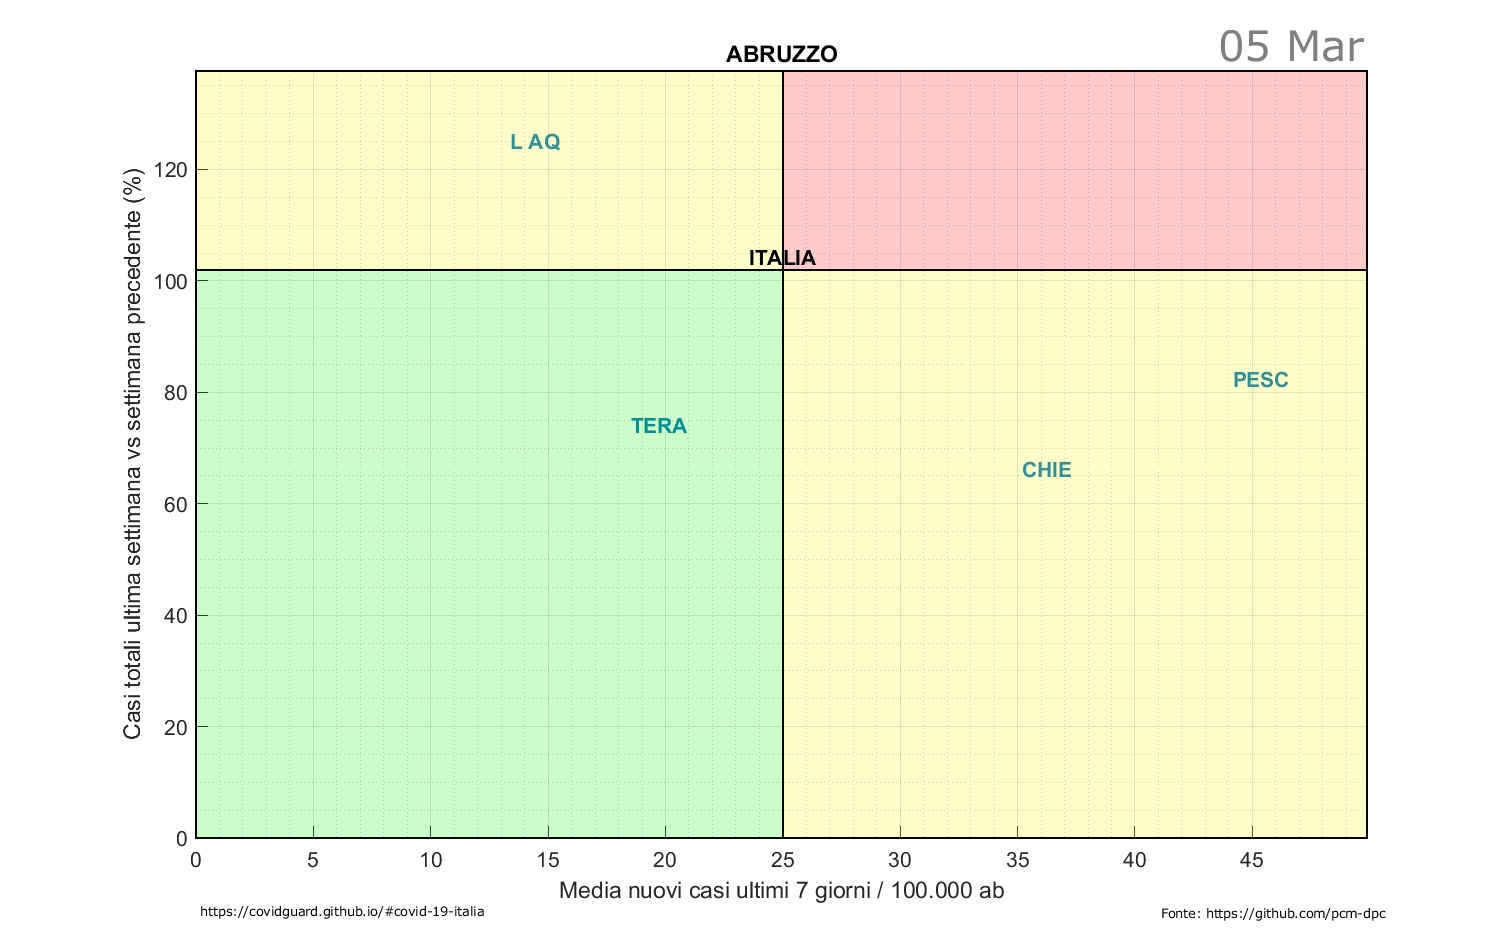 05 Mar
ABRUZZO
Casi totali ultima settimana vs settimana precedente (%)
120
100
80
60
40
20
0
L AQ
ITALIA
PESC
TERA
CHIE
0 5 10 15 20 25 30 35 40 45
Media nuovi casi ultimi 7 giorni / 100.000 ab
https://covidguard.github.io/#covid-19-italia
Fonte: https://github.com/pcm-dpc